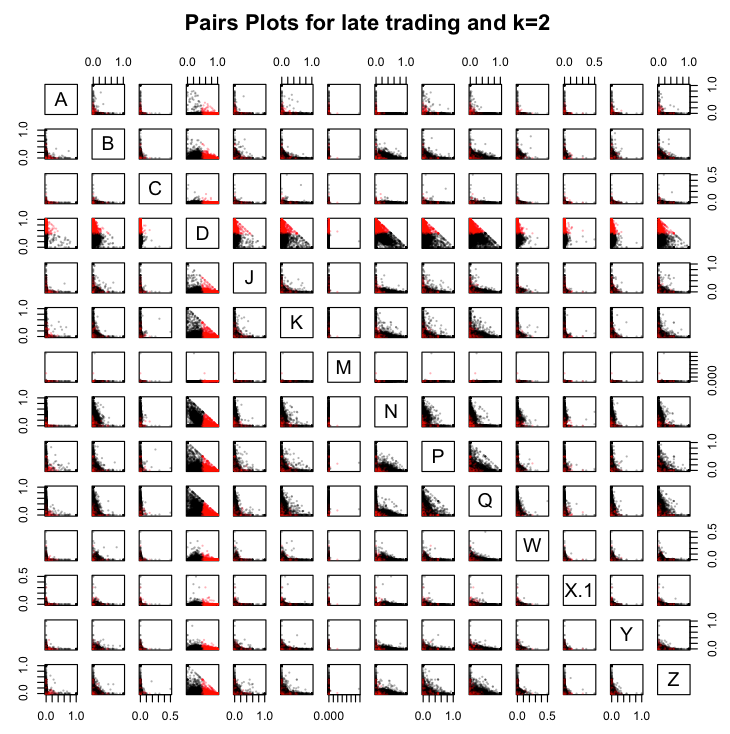 Pairs Plots for late trading and k=2
0.0 1.0 0.0 1.0 0.0 1.0 0.0 1.0 0.0 1.0 0.0 0.5 0.0 1.0
A 0.0 1.0
0.0 1.0 B
C 0.0 0.5
0.0 1.0 D
J 0.0 1.0
0.0 1.0 K
M 0.000
0.0 1.0 N
P 0.0 1.0
0.0 1.0 Q
W 0.0 0.5
0.0 0.5 X.1
Y 0.0 1.0
0.0 1.0 Z
0.0 1.0 0.0 0.5 0.0 1.0 0.000 0.0 1.0 0.0 0.5 0.0 1.0